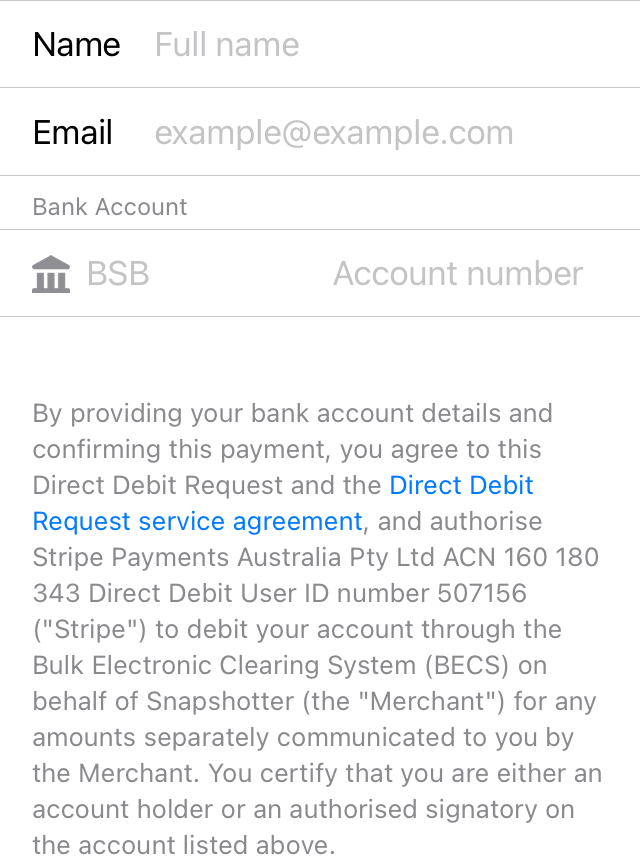 Name Full name
Email example@example.com
Bank Account
BSB Account number
By providing your bank account details and
confirming this payment, you agree to this
Direct Debit Request and the Direct Debit
Request service agreement, and authorise
Stripe Payments Australia Pty Ltd ACN 160 180
343 Direct Debit User ID number 507156
("Stripe") to debit your account through the
Bulk Electronic Clearing System (BECS) on
behalf of Snapshotter (the "Merchant") for any
amounts separately communicated to you by
the Merchant. You certify that you are either an
account holder or an authorised signatory on
the account listed above.